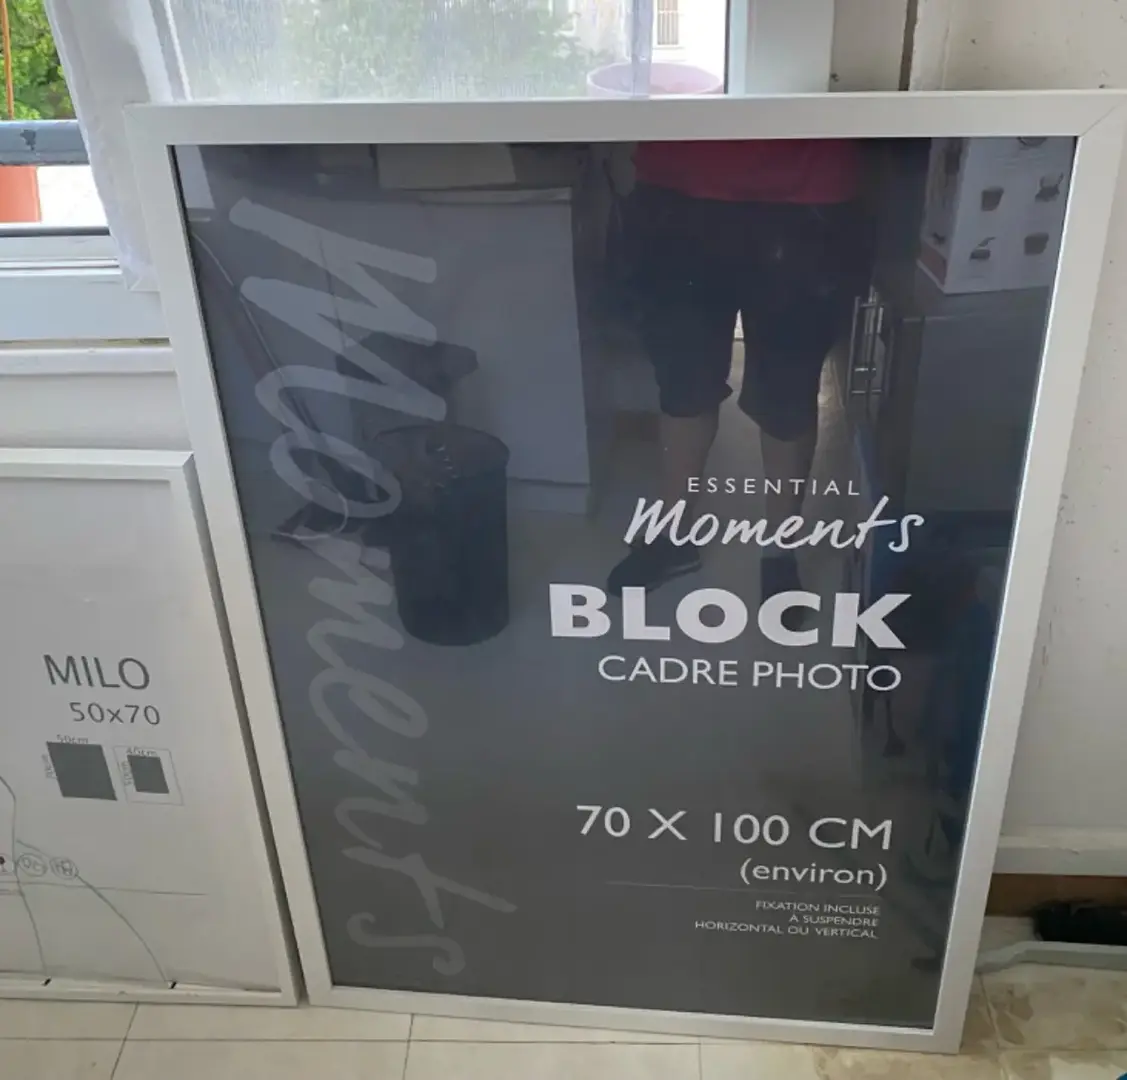 Moments
ESSENTIAL
Moments
BLOCK
CADRE PHOTO
70 X 100 CM
(environ)
FIXATION INCLUSE
A SUSPENDRE
HORIZONTAL OU VERTICAL
MILO
50x70
50cm
40cm
70cm